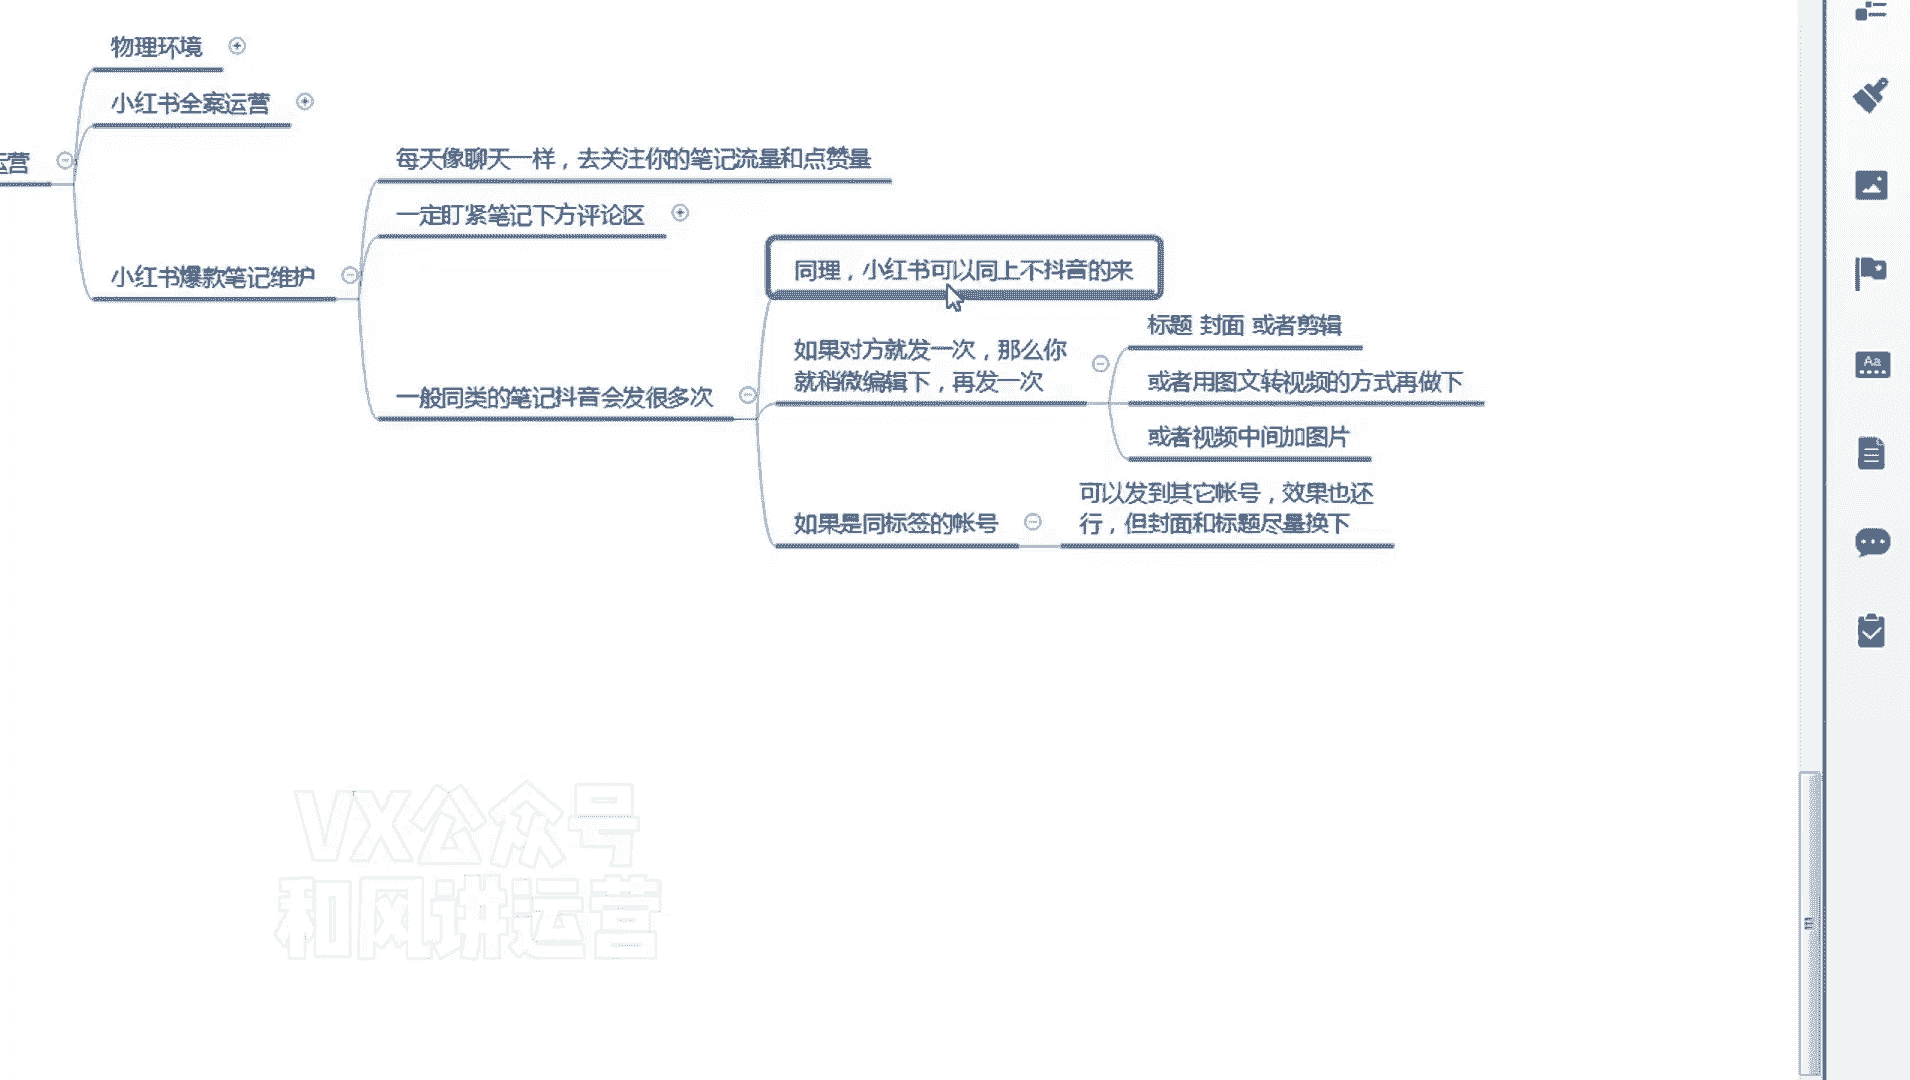 物理环境
小红书全案运营
运营
每天像聊天一样，去关注你的笔记流量和点赞量
一定盯紧笔记下方评论区
小红书爆款笔记维护
同理，小红书可以同上不抖音的来
标题 封面 或者剪辑
如果对方就发一次，那么你
就稍微编辑下，再发一次
或者用图文转视频的方式再做下
一般同类的笔记抖音会发很多次
或者视频中间加图片
可以发到其它帐号，效果也还
行，但封面和标题尽量换下
如果是同标签的帐号
Aa
VX公众号
和风讲运营